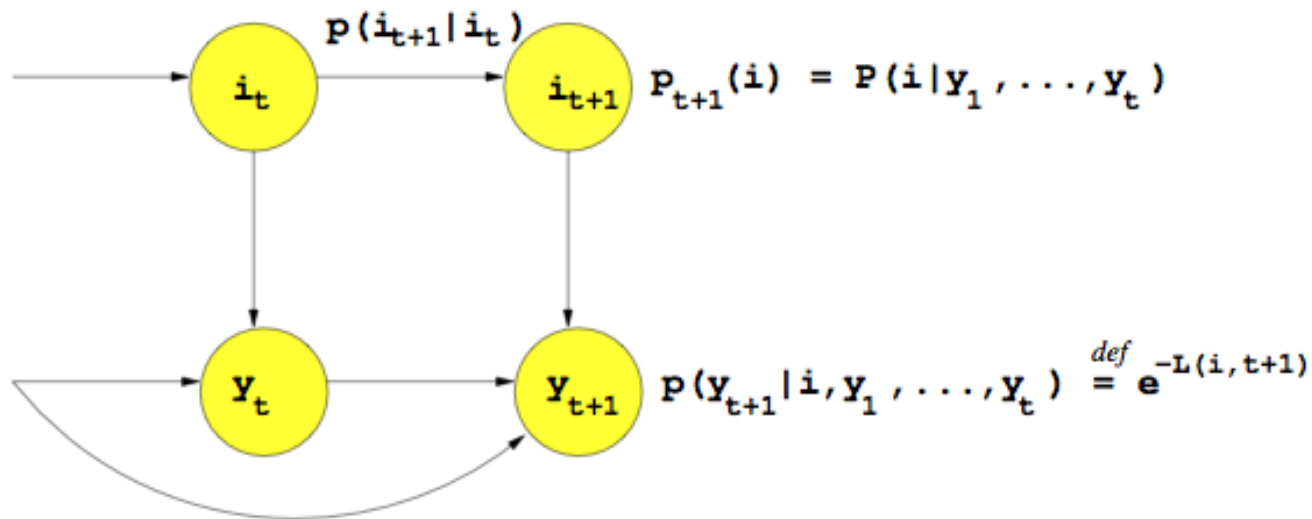 p(i_{t+1}|i_t)
i_t
i_{t+1}
p_{t+1}(i) = P(i|y_1,...,y_t)
y_t
y_{t+1}
p(y_{t+1}|i,y_1,...,y_t) \stackrel{def}{=} e^{-L(i,t+1)}